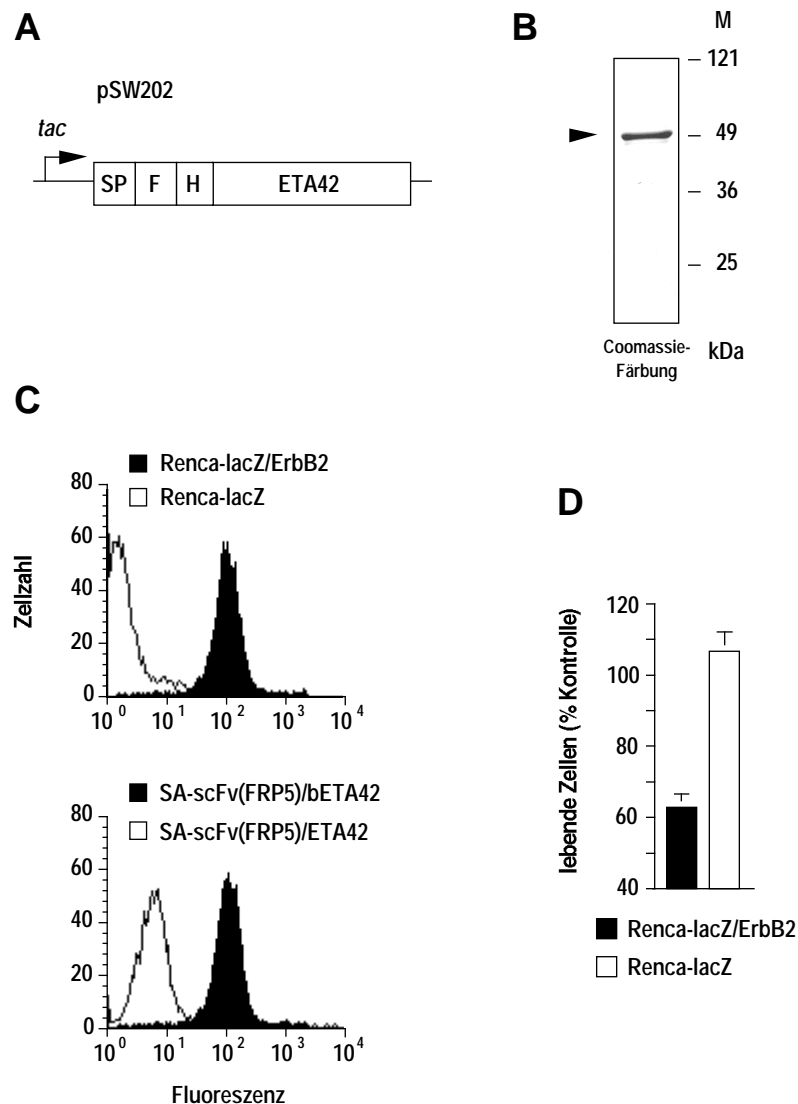 A
pSW202
tac
SP F H ETA42
B
M
121
49
36
25
kDa
Coomassie-
Färbung
C
Renca-lacZ/ErbB2
Renca-lacZ
Zellzahl
80
60
40
20
0
10^0 10^1 10^2 10^3 10^4
SA-scFv(FRP5)/bETA42
SA-scFv(FRP5)/ETA42
80
60
40
20
0
10^0 10^1 10^2 10^3 10^4
Fluoreszenz
D
lebende Zellen (% Kontrolle)
120
100
80
60
40
Renca-lacZ/ErbB2
Renca-lacZ